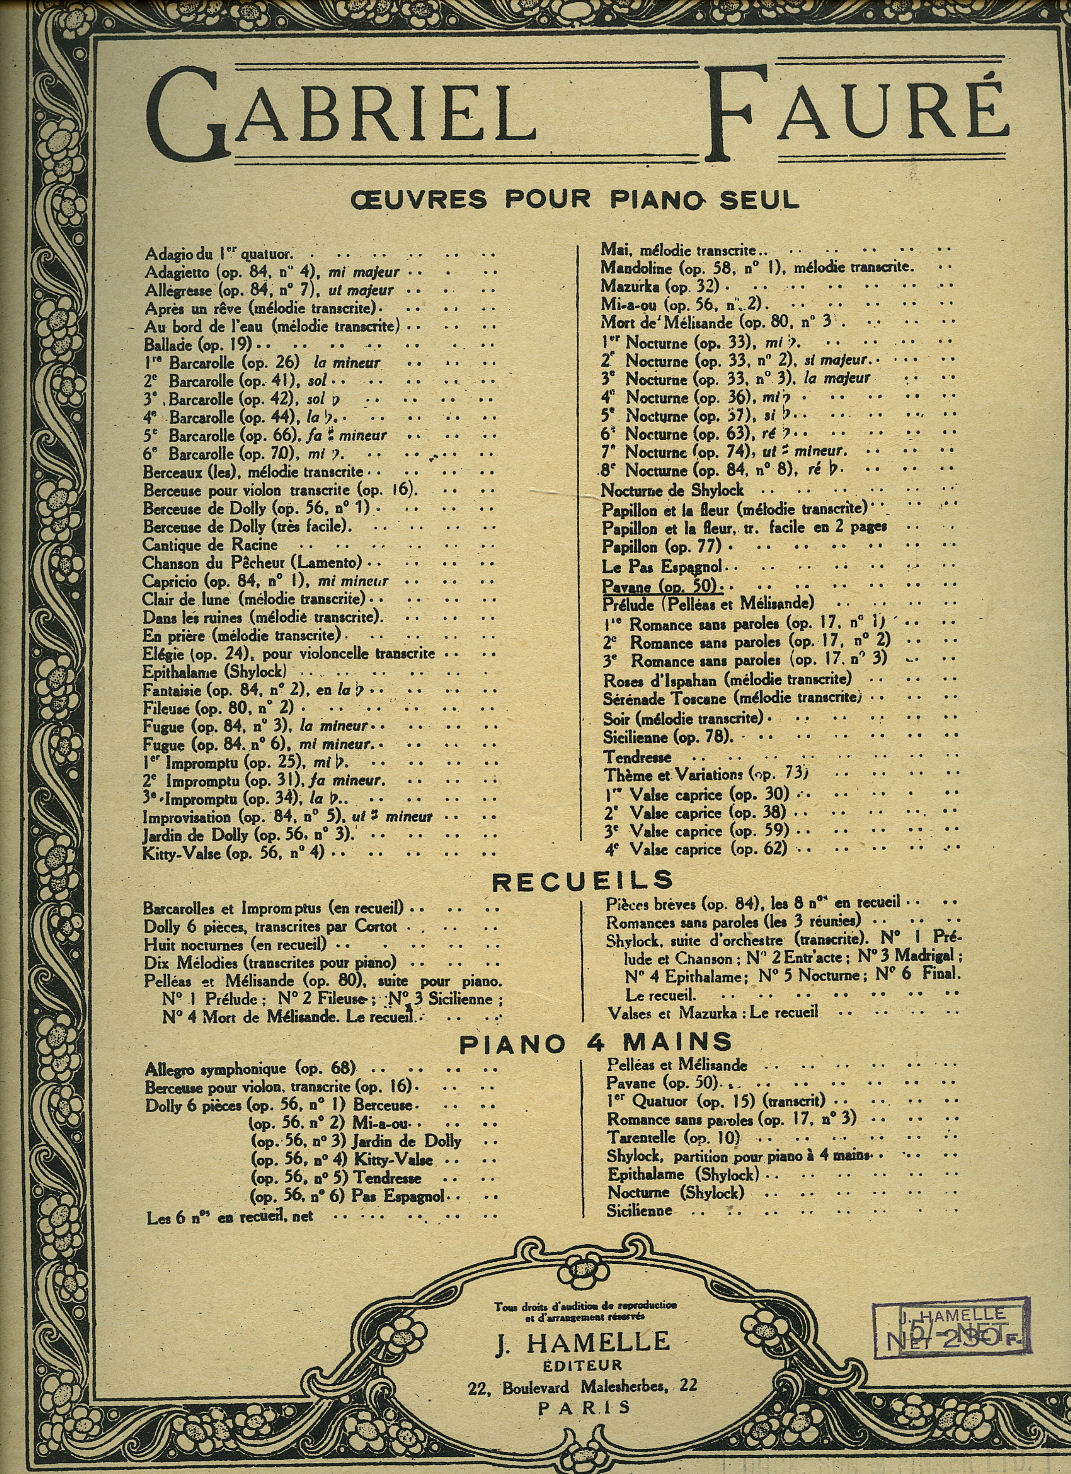 GABRIEL FAURÉ
ŒUVRES POUR PIANO SEUL
Adagio du 1er quatuor.
Adagietto (op. 84, n° 4), mi majeur
Allégresse (op. 84, n° 7), ut majeur
Après un rêve (mélodie transcrite)
Au bord de l'eau (mélodie transcrite)
Ballade (op. 19)
1re Barcarolle (op. 26) la mineur
2e Barcarolle (op. 41), sol
3e Barcarolle (op. 42), sol ♭
4e Barcarolle (op. 44), la ♭
5e Barcarolle (op. 66), fa # mineur
6e Barcarolle (op. 70), mi ♭
Berceaux (les), mélodie transcrite
Berceuse pour violon transcrite (op. 16).
Berceuse de Dolly (op. 56, n° 1)
Berceuse de Dolly (très facile).
Cantique de Racine
Chanson du Pêcheur (Lamento)
Capricio (op. 84, n° 1), mi mineur
Clair de lune (mélodie transcrite)
Dans les ruines (mélodie transcrite).
En prière (mélodie transcrite)
Elégie (op. 24), pour violoncelle transcrite
Epithalame (Shylock)
Fantaisie (op. 84, n° 2), en la ♭
Fileuse (op. 80, n° 2)
Fugue (op. 84, n° 3), la mineur
Fugue (op. 84, n° 6), mi mineur.
1er Impromptu (op. 25), mi ♭.
2e Impromptu (op. 31), fa mineur.
3e Impromptu (op. 34), la ♭.
Improvisation (op. 84, n° 5), ut # mineur
Jardin de Dolly (op. 56, n° 3).
Kitty-Valse (op. 56, n° 4)
Mai, mélodie transcrite
Mandoline (op. 58, n° 1), mélodie transcrite.
Mazurka (op. 32)
Mi-a-ou (op. 56, n° 2).
Mort de Mélisande (op. 80, n° 3
1er Nocturne (op. 33), mi ♭.
2e Nocturne (op. 33, n° 2), si majeur
3e Nocturne (op. 33, n° 3), la majeur
4e Nocturne (op. 36), mi ♭
5e Nocturne (op. 37), si ♭
6e Nocturne (op. 63), ré ♭
7e Nocturne (op. 74), ut # mineur.
8e Nocturne (op. 84, n° 8), ré ♭
Nocturne de Shylock
Papillon et la fleur (mélodie transcrite)
Papillon et la fleur, tr. facile en 2 pages
Papillon (op. 77)
Le Pas Espagnol
Pavane (op. 50)
Prélude (Pelléas et Mélisande)
1re Romance sans paroles (op. 17, n° 1)
2e Romance sans paroles (op. 17, n° 2)
3e Romance sans paroles (op. 17, n° 3)
Roses d'Ispahan (mélodie transcrite)
Sérénade Toscane (mélodie transcrite)
Soir (mélodie transcrite)
Sicilienne (op. 78).
Tendresse
Thème et Variations (op. 73)
1re Valse caprice (op. 30)
2e Valse caprice (op. 38)
3e Valse caprice (op. 59)
4e Valse caprice (op. 62)
RECUEILS
Barcarolles et Impromptus (en recueil)
Dolly 6 pièces, transcrites par Cortot
Huit nocturnes (en recueil)
Dix Mélodies (transcrites pour piano)
Pelléas et Mélisande (op. 80), suite pour piano.
N° 1 Prélude ; N° 2 Fileuse ; N° 3 Sicilienne ;
N° 4 Mort de Mélisande. Le recueil
Pièces brèves (op. 84), les 8 nos en recueil
Romances sans paroles (les 3 réunies)
Shylock, suite d'orchestre (transcrite). N° 1 Pré-
lude et Chanson ; N° 2 Entr'acte ; N° 3 Madrigal ;
N° 4 Epithalame ; N° 5 Nocturne ; N° 6 Final.
Le recueil.
Valses et Mazurka : Le recueil
PIANO 4 MAINS
Allegro symphonique (op. 68)
Berceuse pour violon, transcrite (op. 16)
Dolly 6 pièces (op. 56, n° 1) Berceuse
(op. 56, n° 2) Mi-a-ou
(op. 56, n° 3) Jardin de Dolly
(op. 56, n° 4) Kitty-Valse
(op. 56, n° 5) Tendresse
(op. 56, n° 6) Pas Espagnol
Les 6 nos en recueil, net
Pelléas et Mélisande
Pavane (op. 50)
1er Quatuor (op. 15) (transcrit)
Romance sans paroles (op. 17, n° 3)
Tarentelle (op. 10)
Shylock, partition pour piano à 4 mains
Epithalame (Shylock)
Nocturne (Shylock)
Sicilienne
Tous droits d'audition de reproduction
et d'arrangement réservés
J. HAMELLE
ÉDITEUR
22, Boulevard Malesherbes, 22
PARIS
J. HAMELLE
NET